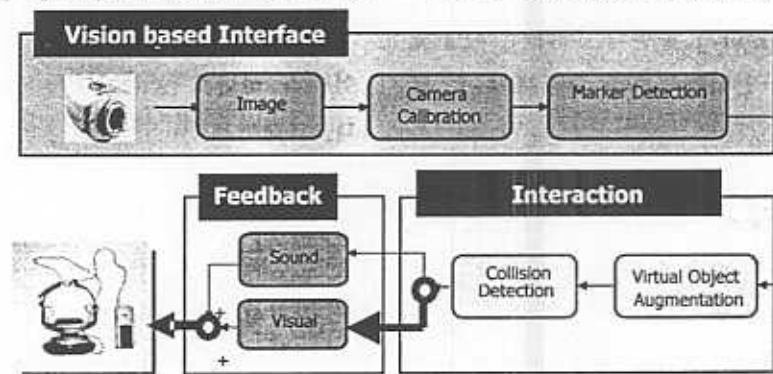 Vision based Interface
Image
Camera
Calibration
Marker Detection
Feedback
Interaction
Sound
Collision
Detection
Virtual Object
Augmentation
Visual
+
+